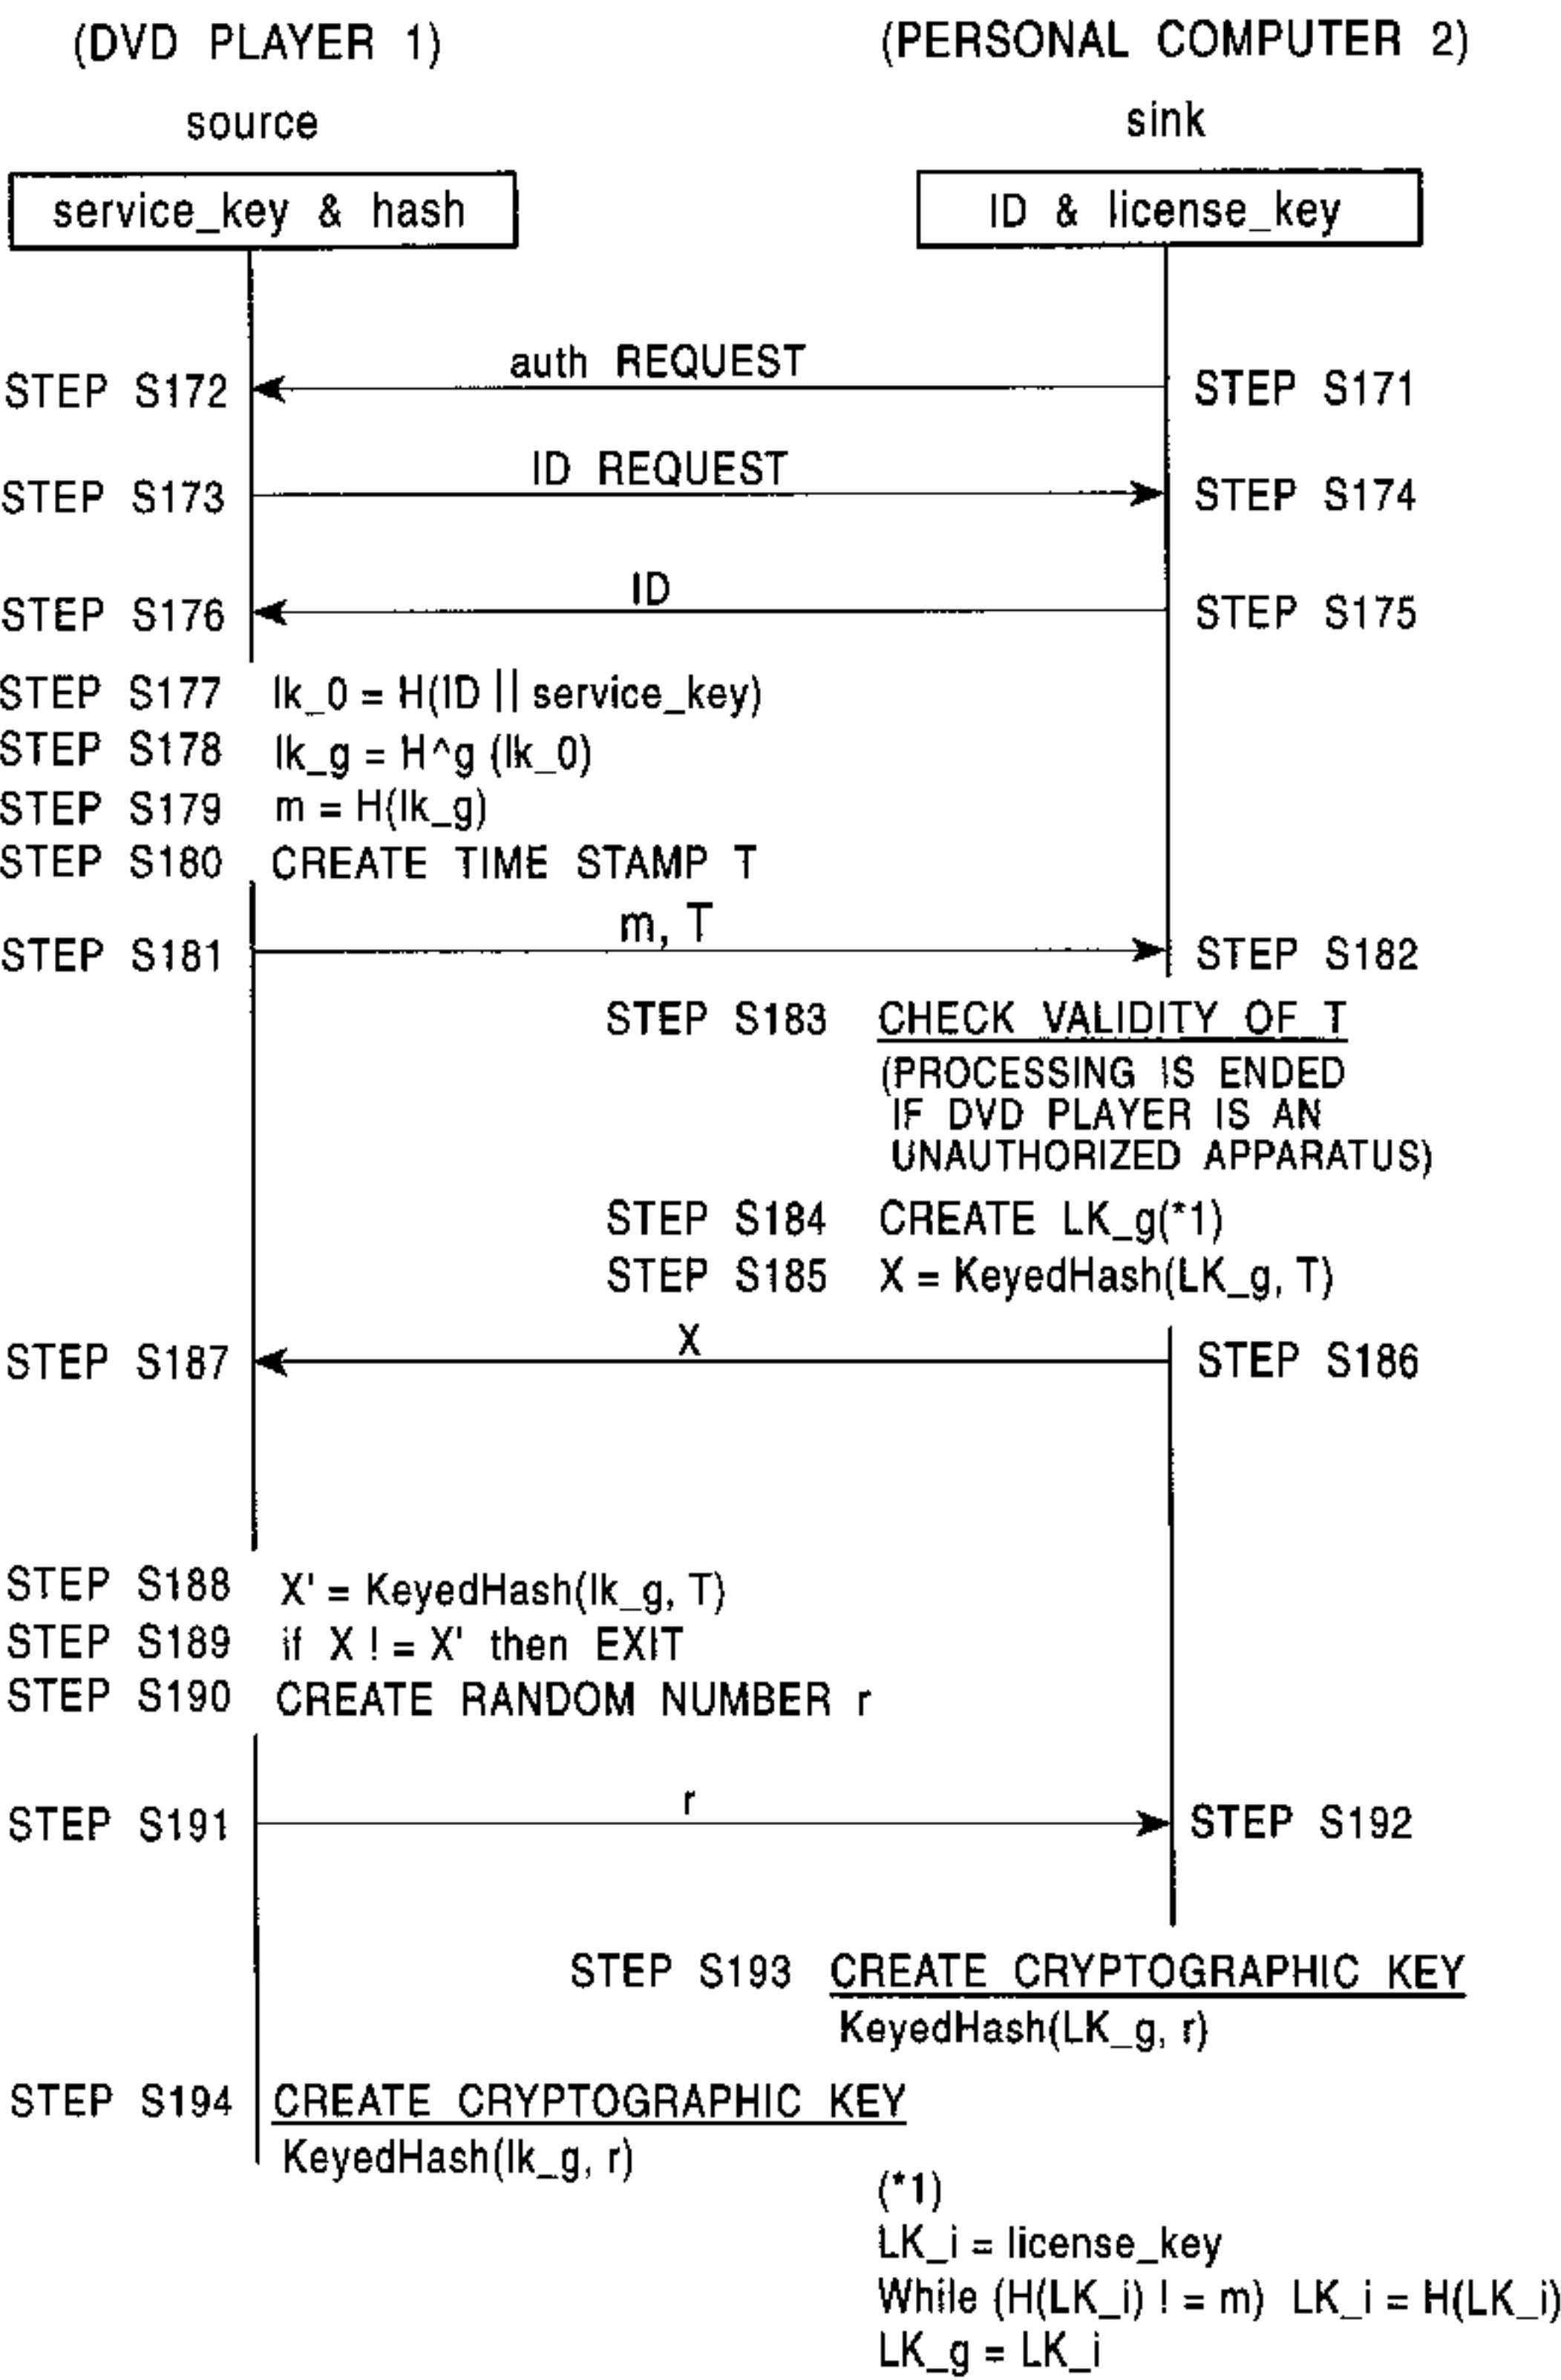 (DVD PLAYER 1) (PERSONAL COMPUTER 2)
source sink
service_key & hash ID & license_key
auth REQUEST
STEP S172 STEP S171
ID REQUEST
STEP S173 STEP S174
ID
STEP S176 STEP S175
STEP S177 lk_0 = H(ID || service_key)
STEP S178 lk_g = H^g (lk_0)
STEP S179 m = H(lk_g)
STEP S180 CREATE TIME STAMP T
m, T
STEP S181 STEP S182
STEP S183 CHECK VALIDITY OF T
(PROCESSING IS ENDED
IF DVD PLAYER IS AN
UNAUTHORIZED APPARATUS)
STEP S184 CREATE LK_g(*1)
STEP S185 X = KeyedHash(LK_g, T)
X
STEP S187 STEP S186
STEP S188 X' = KeyedHash(lk_g, T)
STEP S189 if X ! = X' then EXIT
STEP S190 CREATE RANDOM NUMBER r
r
STEP S191 STEP S192
STEP S193 CREATE CRYPTOGRAPHIC KEY
KeyedHash(LK_g, r)
STEP S194 CREATE CRYPTOGRAPHIC KEY
KeyedHash(lk_g, r)
(*1)
LK_i = license_key
While (H(LK_i) ! = m) LK_i = H(LK_i)
LK_g = LK_i